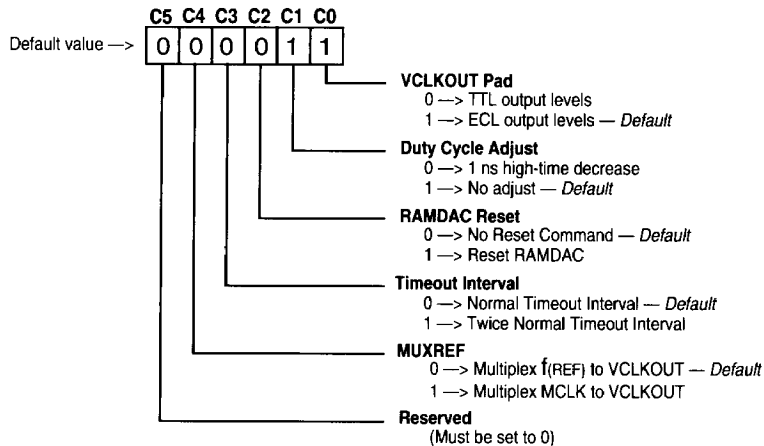 C5 C4 C3 C2 C1 C0
Default value —> 0 0 0 0 1 1
VCLKOUT Pad
0 —> TTL output levels
1 —> ECL output levels — Default
Duty Cycle Adjust
0 —> 1 ns high-time decrease
1 —> No adjust — Default
RAMDAC Reset
0 —> No Reset Command — Default
1 —> Reset RAMDAC
Timeout Interval
0 —> Normal Timeout Interval — Default
1 —> Twice Normal Timeout Interval
MUXREF
0 —> Multiplex f(REF) to VCLKOUT — Default
1 —> Multiplex MCLK to VCLKOUT
Reserved
(Must be set to 0)